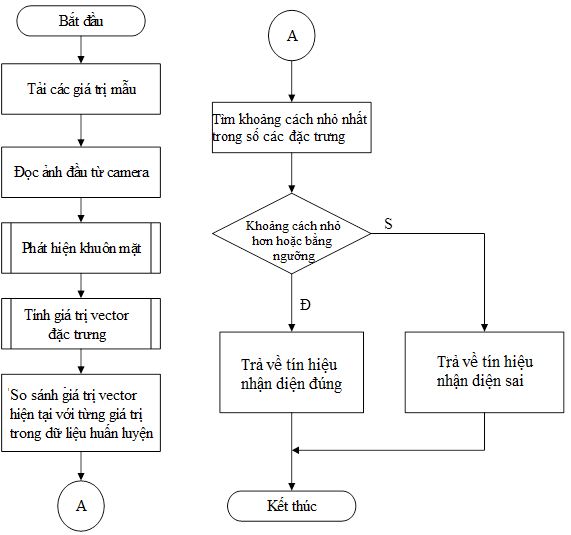 Bắt đầu
Tải các giá trị mẫu
Đọc ảnh đầu từ camera
Phát hiện khuôn mặt
Tính giá trị vector
đặc trưng
So sánh giá trị vector
hiện tại với từng giá trị
trong dữ liệu huấn luyện
A
A
Tìm khoảng cách nhỏ nhất
trong số các đặc trưng
Khoảng cách nhỏ
hơn hoặc bằng
ngưỡng
S
Đ
Trả về tín hiệu
nhận diện đúng
Trả về tín hiệu
nhận diện sai
Kết thúc